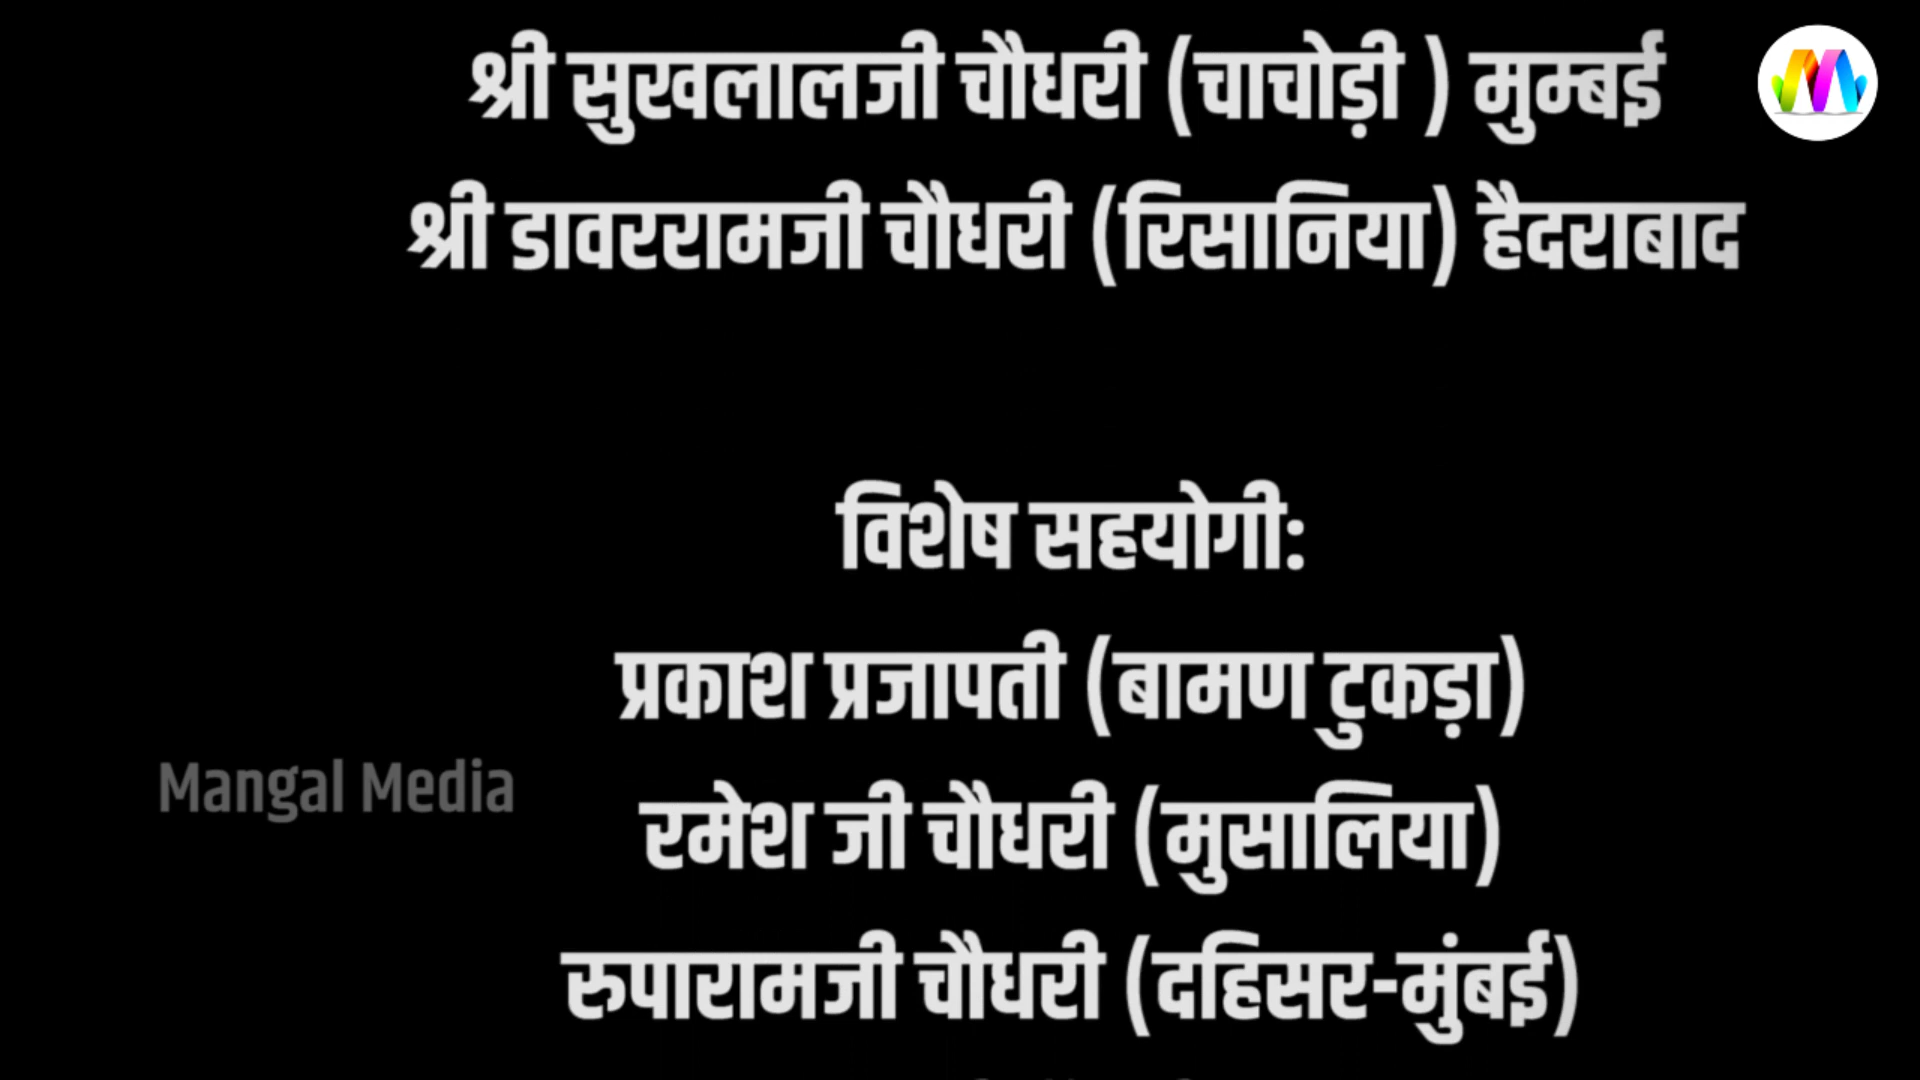 श्री सुखलालजी चौधरी (चाचोड़ी ) मुम्बई
श्री डावररामजी चौधरी (रिसानिया) हैदराबाद
विशेष सहयोगी:
प्रकाश प्रजापती (बामण टुकड़ा)
Mangal Media
रमेश जी चौधरी (मुसालिया)
रुपारामजी चौधरी (दहिसर-मुंबई)